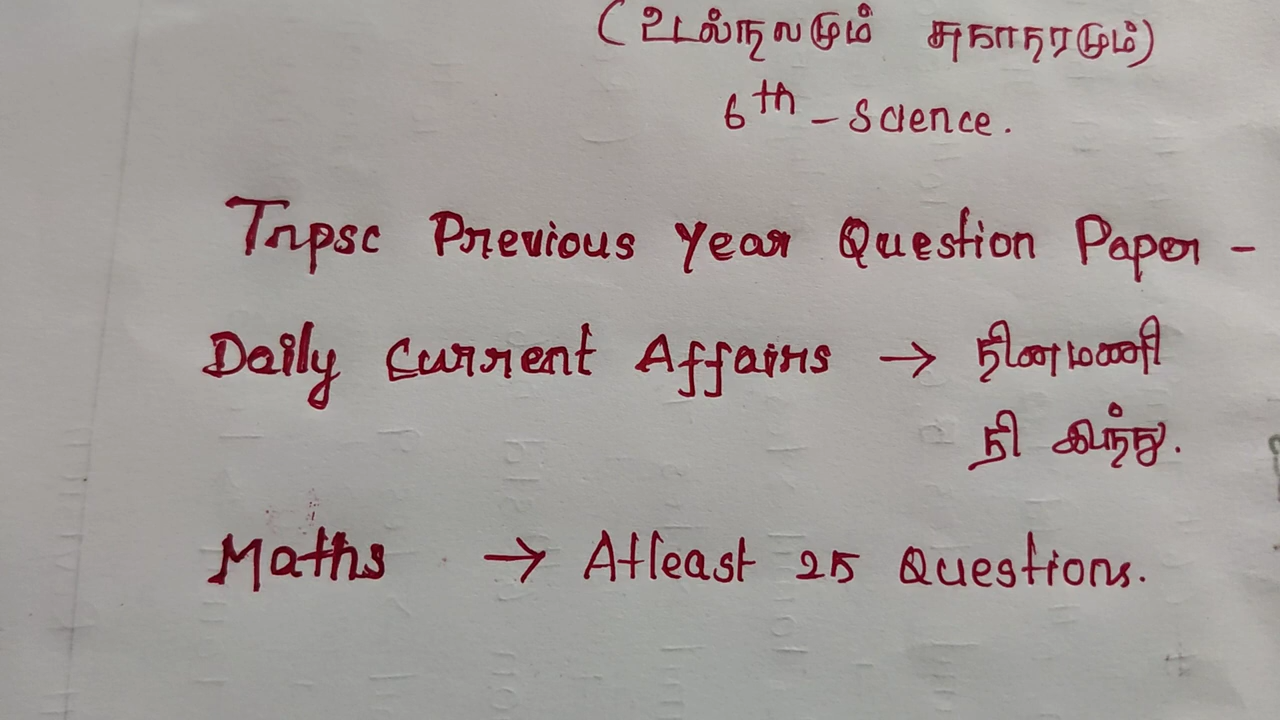 (உடல்நலமும் சுகாதாரமும்)
6th - Science.
Tnpsc Previous Year Question Paper -
Daily Current Affairs → தினமணி
தி இந்து.
Maths → Atleast 25 Questions.